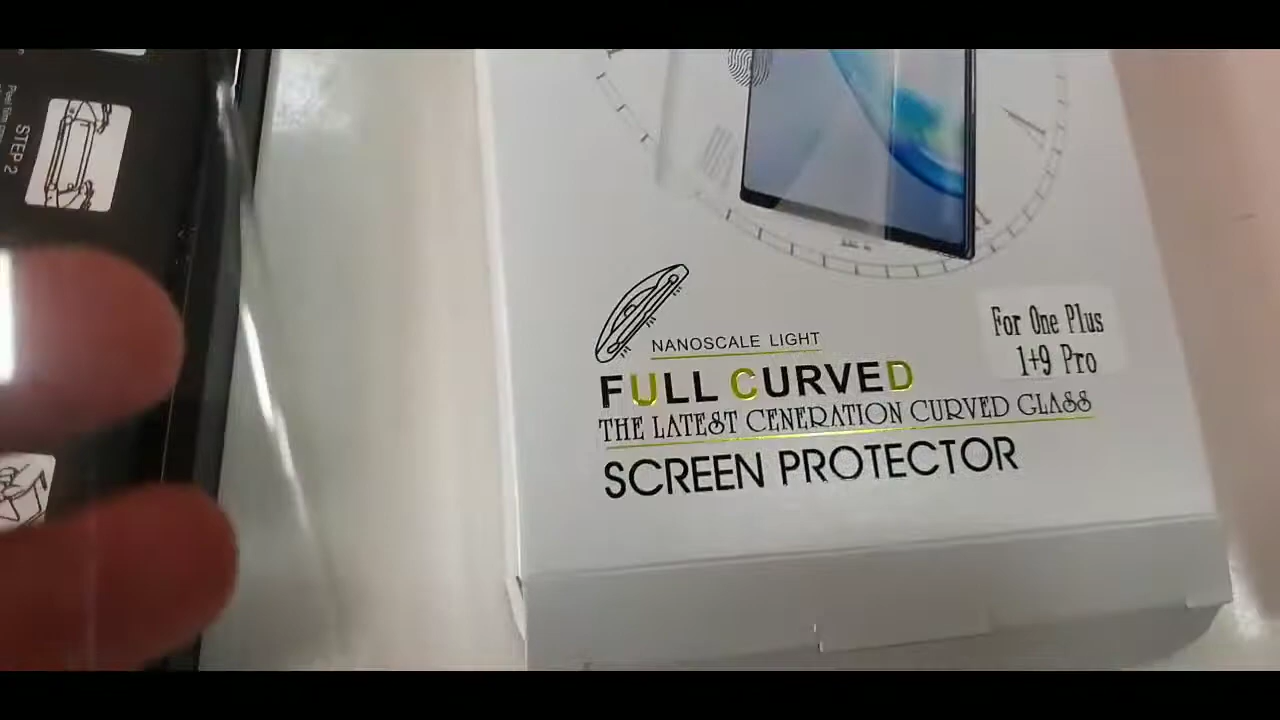 STEP 2
For One Plus
1+9 Pro
NANOSCALE LIGHT
FULL CURVED
THE LATEST CENERATION CURVED GLASS
SCREEN PROTECTOR